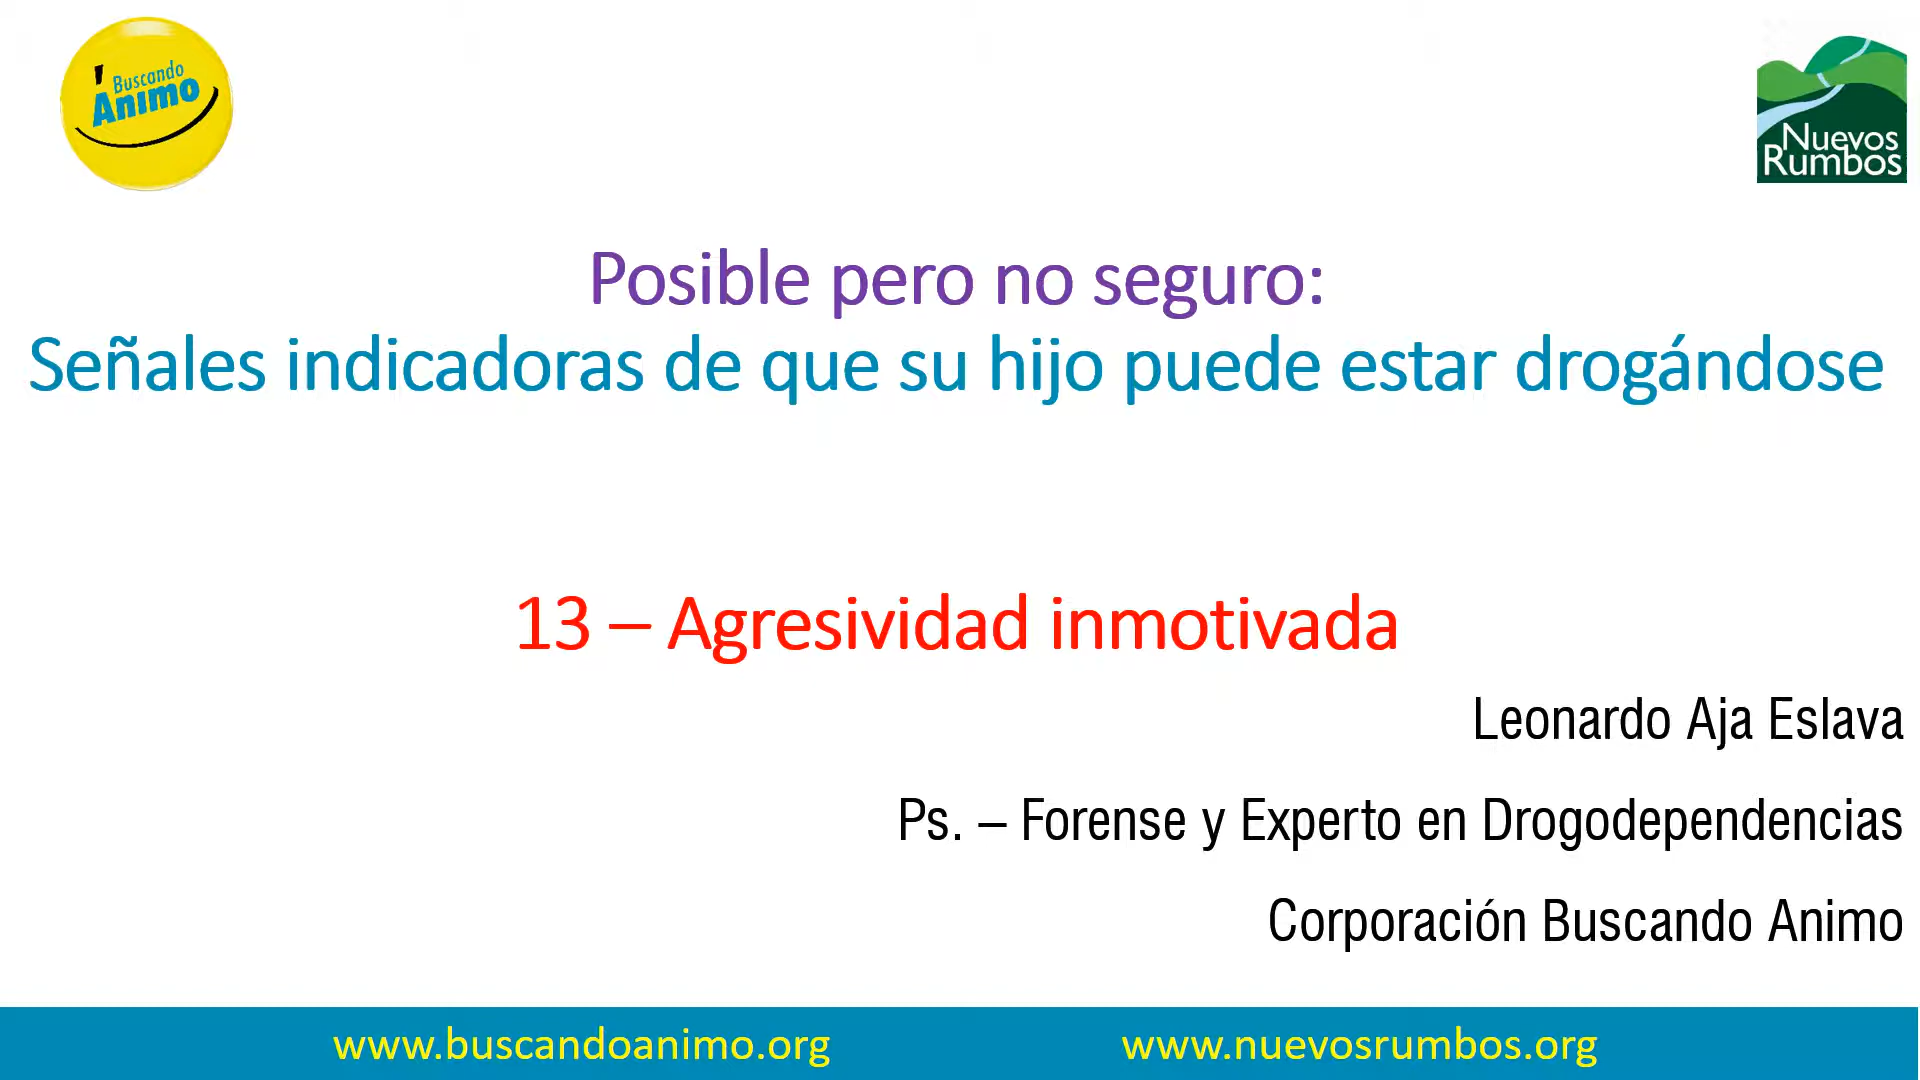 Buscando
Ánimo
Nuevos
Rumbos
Posible pero no seguro:
Señales indicadoras de que su hijo puede estar drogándose
13 – Agresividad inmotivada
Leonardo Aja Eslava
Ps. – Forense y Experto en Drogodependencias
Corporación Buscando Animo
www.buscandoanimo.org
www.nuevosrumbos.org